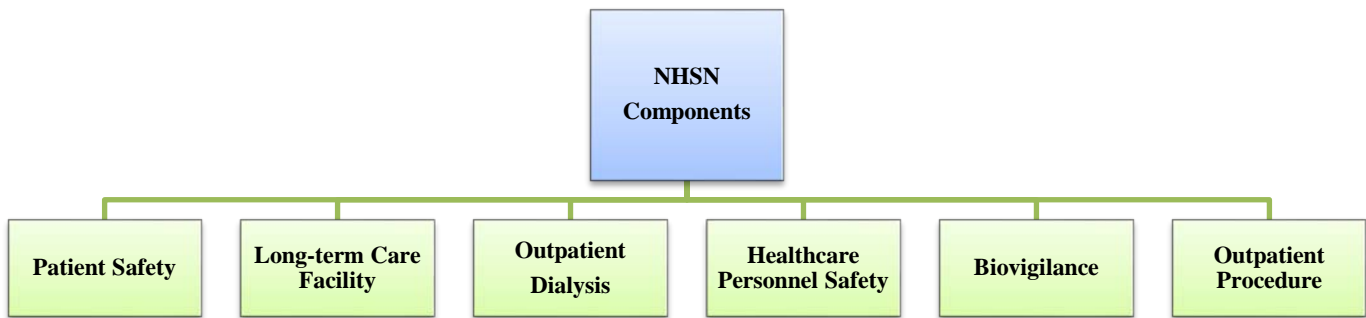 NHSN
Components
Patient Safety
Long-term Care
Facility
Outpatient
Dialysis
Healthcare
Personnel Safety
Biovigilance
Outpatient
Procedure